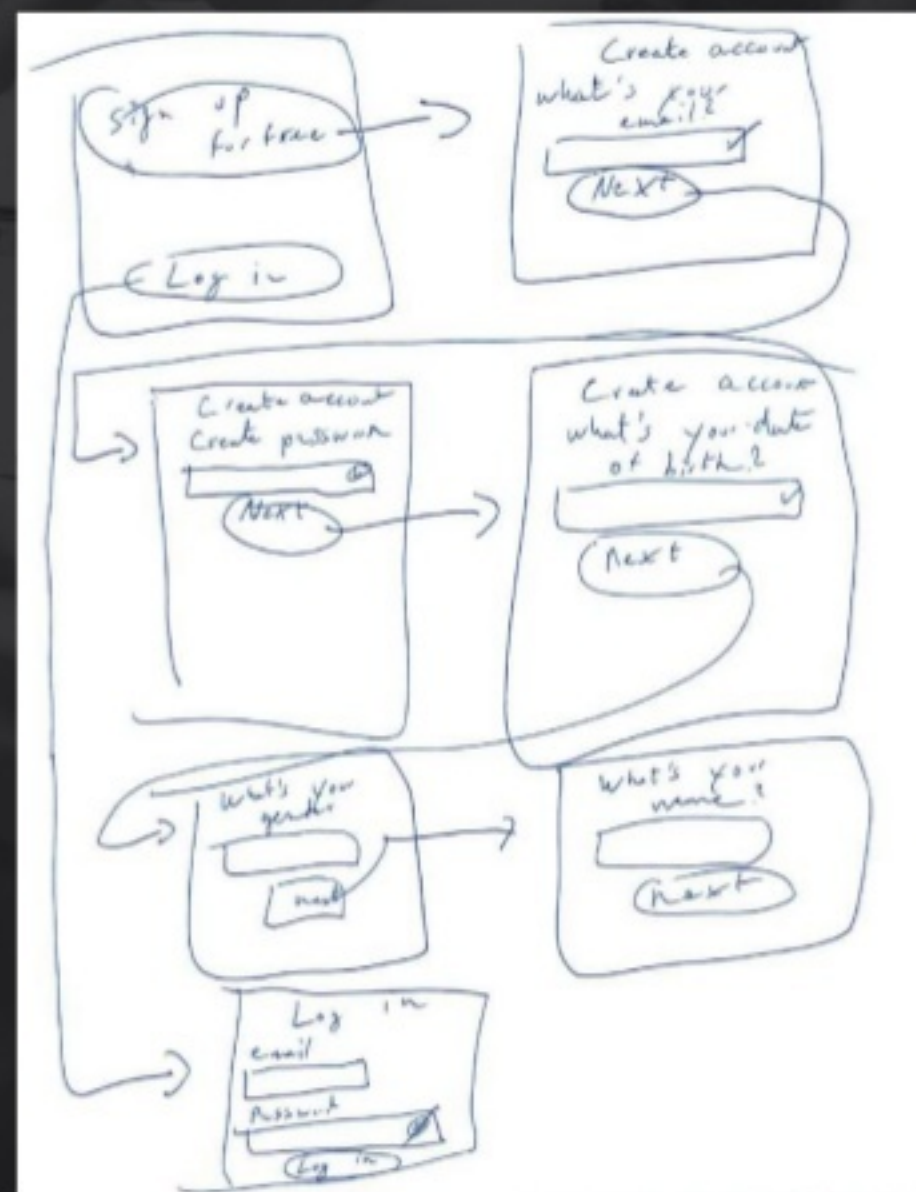 Sign up
for free
Log in
Create account
what's your
email?
Next
Create account
Create password
Next
Create account
what's your date
of birth?
next
What's your
gender
next
What's your
name?
next
Log in
email
Password
Log in